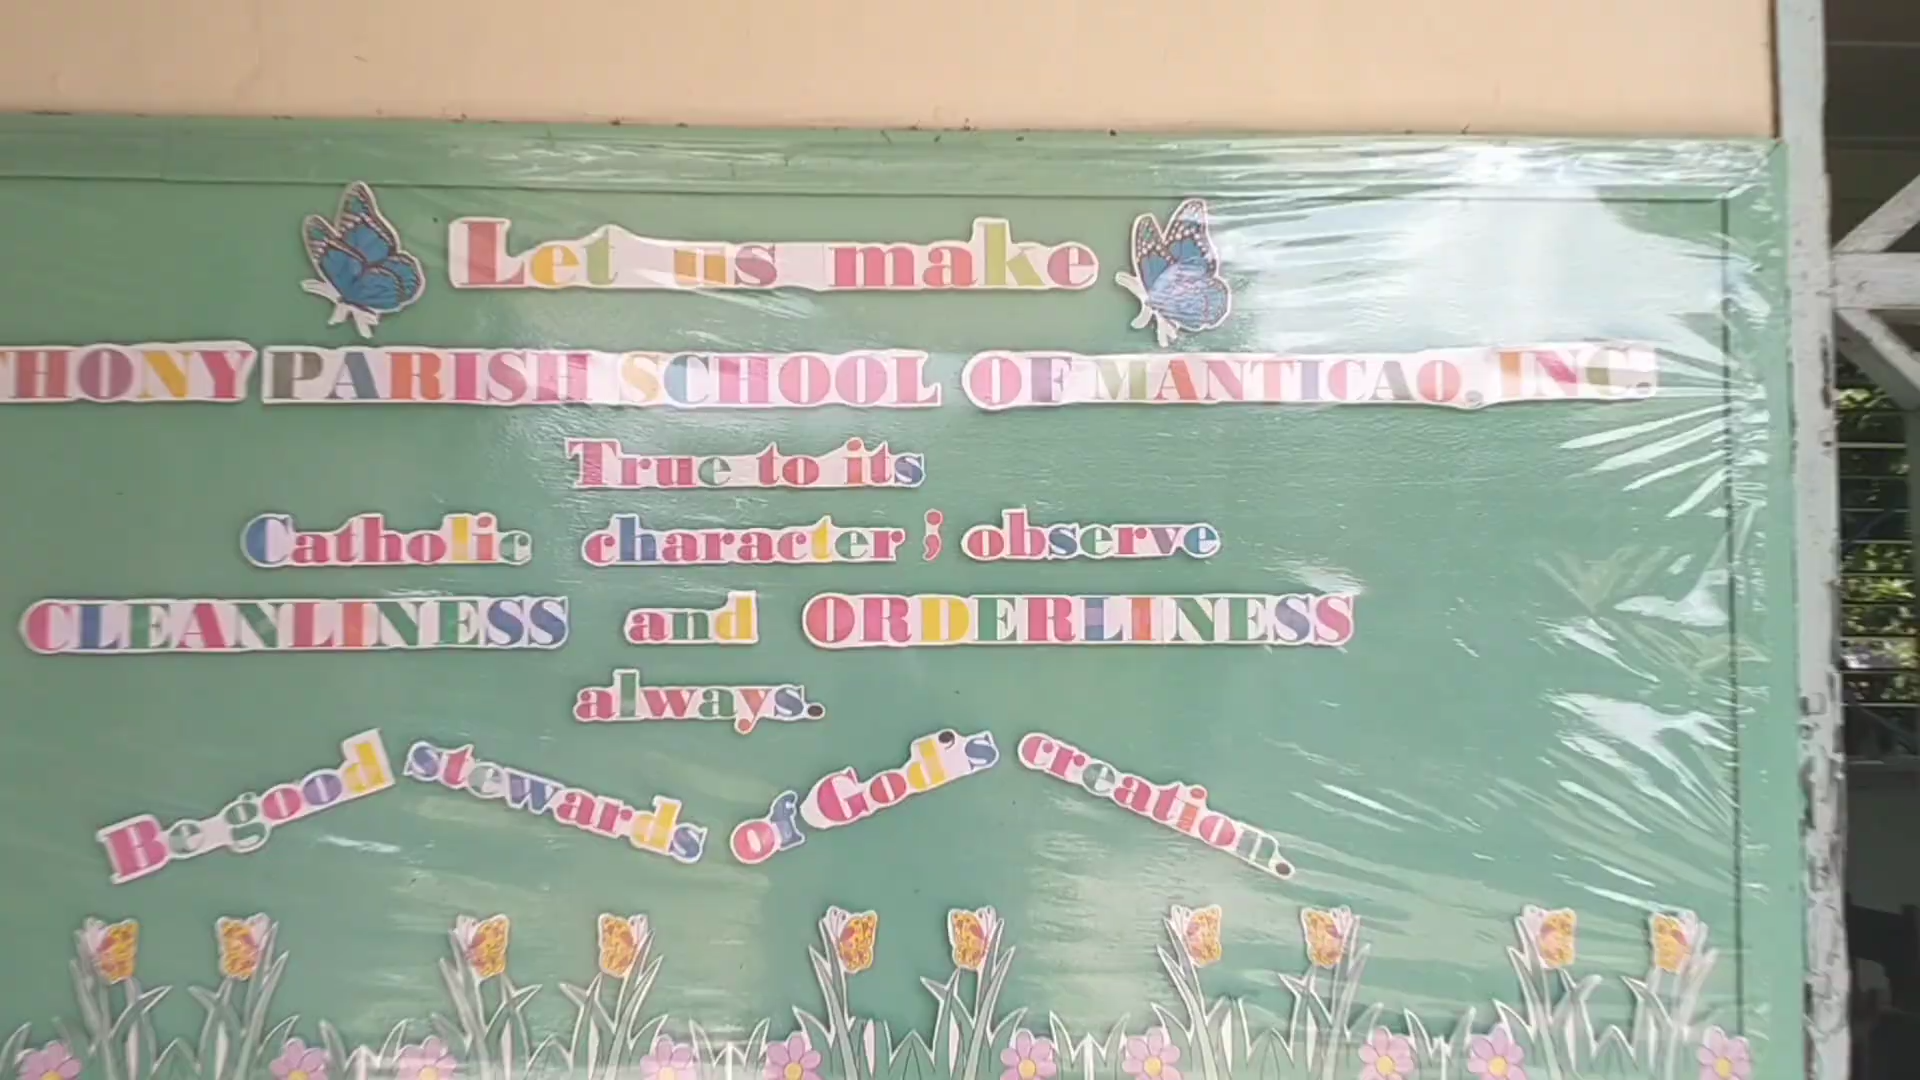 Let us make
THONY PARISH SCHOOL OF MANTICAO, INC.
True to its
Catholic character ; observe
CLEANLINESS and ORDERLINESS
always.
Be good stewards of God's creation.